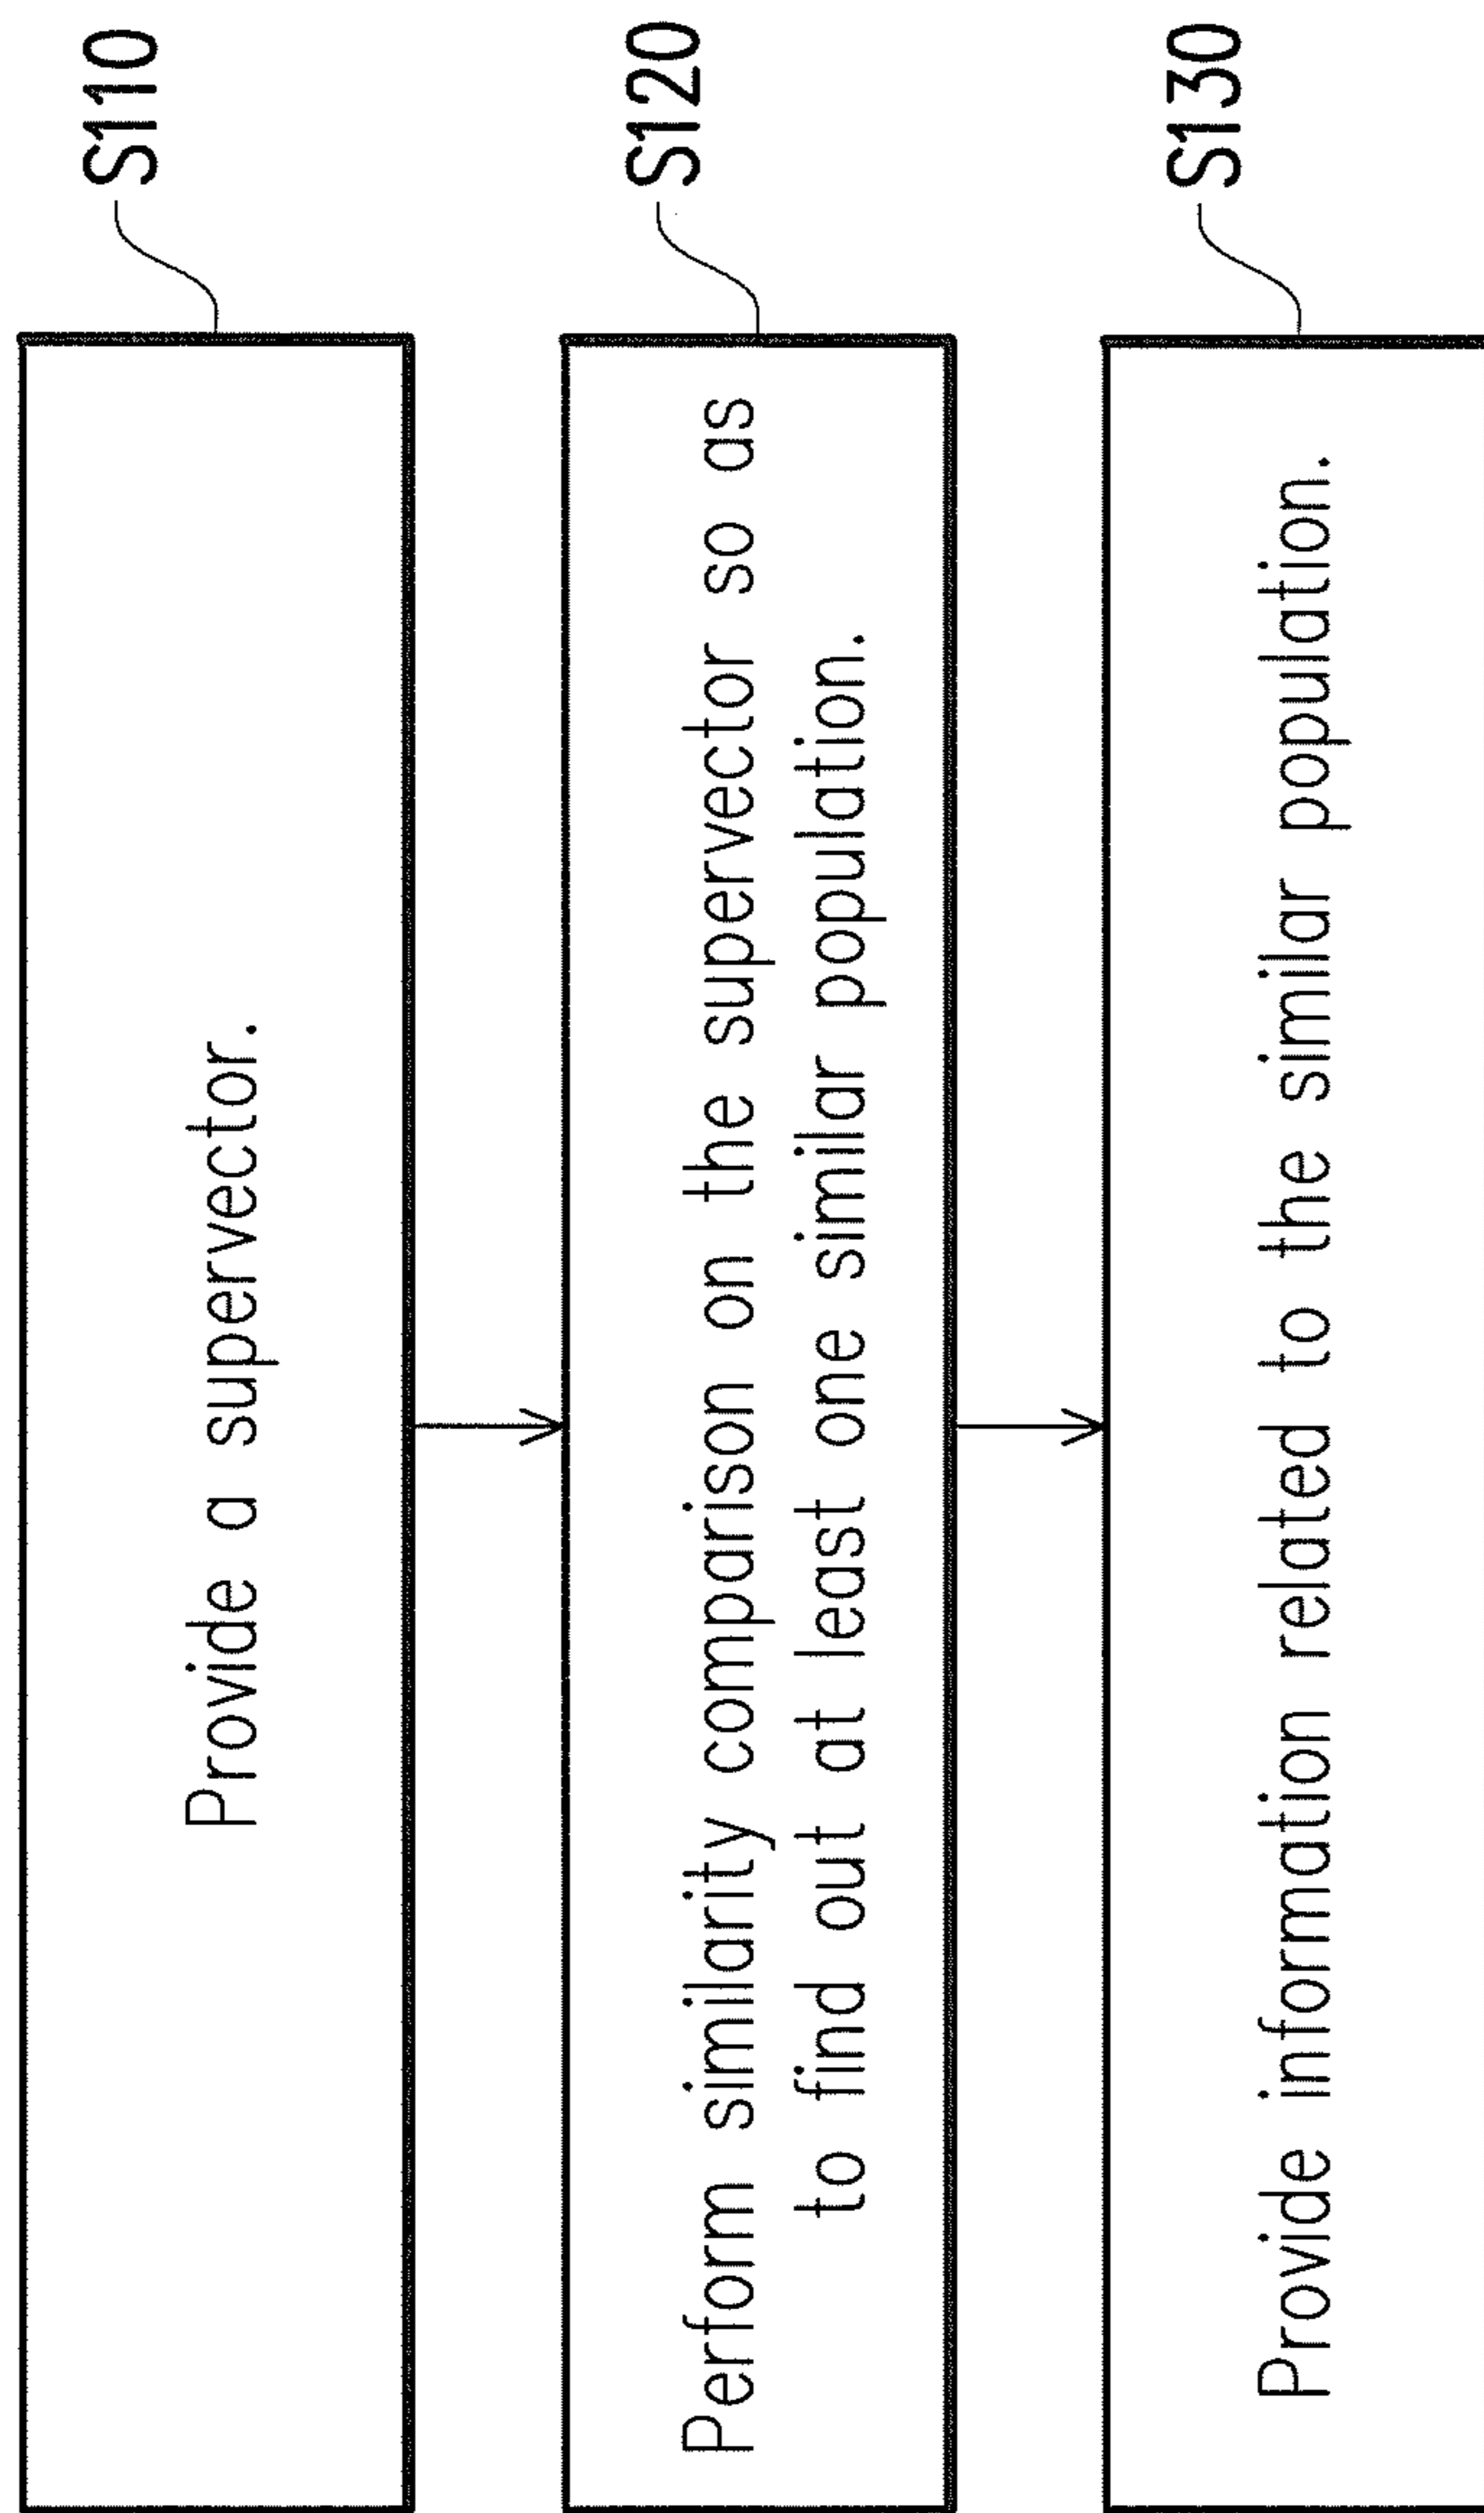 Provide a supervector.
S110
Perform similarity comparison on the supervector so as
to find out at least one similar population.
S120
Provide information related to the similar population.
S130